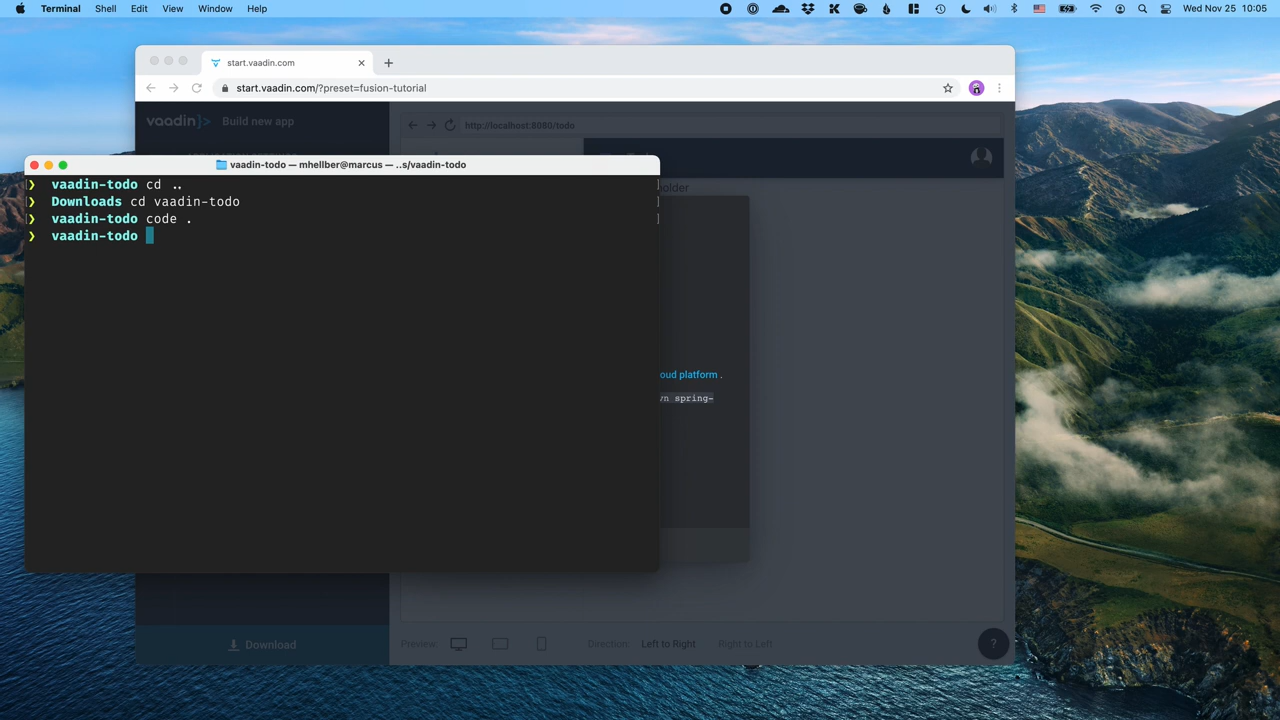 Terminal Shell Edit View Window Help Wed Nov 25 10:05
start.vaadin.com
start.vaadin.com/?preset=fusion-tutorial
vaadin}> Build new app
http://localhost:8080/todo
vaadin-todo — mhellber@marcus — ..s/vaadin-todo
❯ vaadin-todo cd ..
❯ Downloads cd vaadin-todo
❯ vaadin-todo code .
❯ vaadin-todo
holder
oud platform .
vn spring-
Download
Preview: Direction: Left to Right Right to Left
?